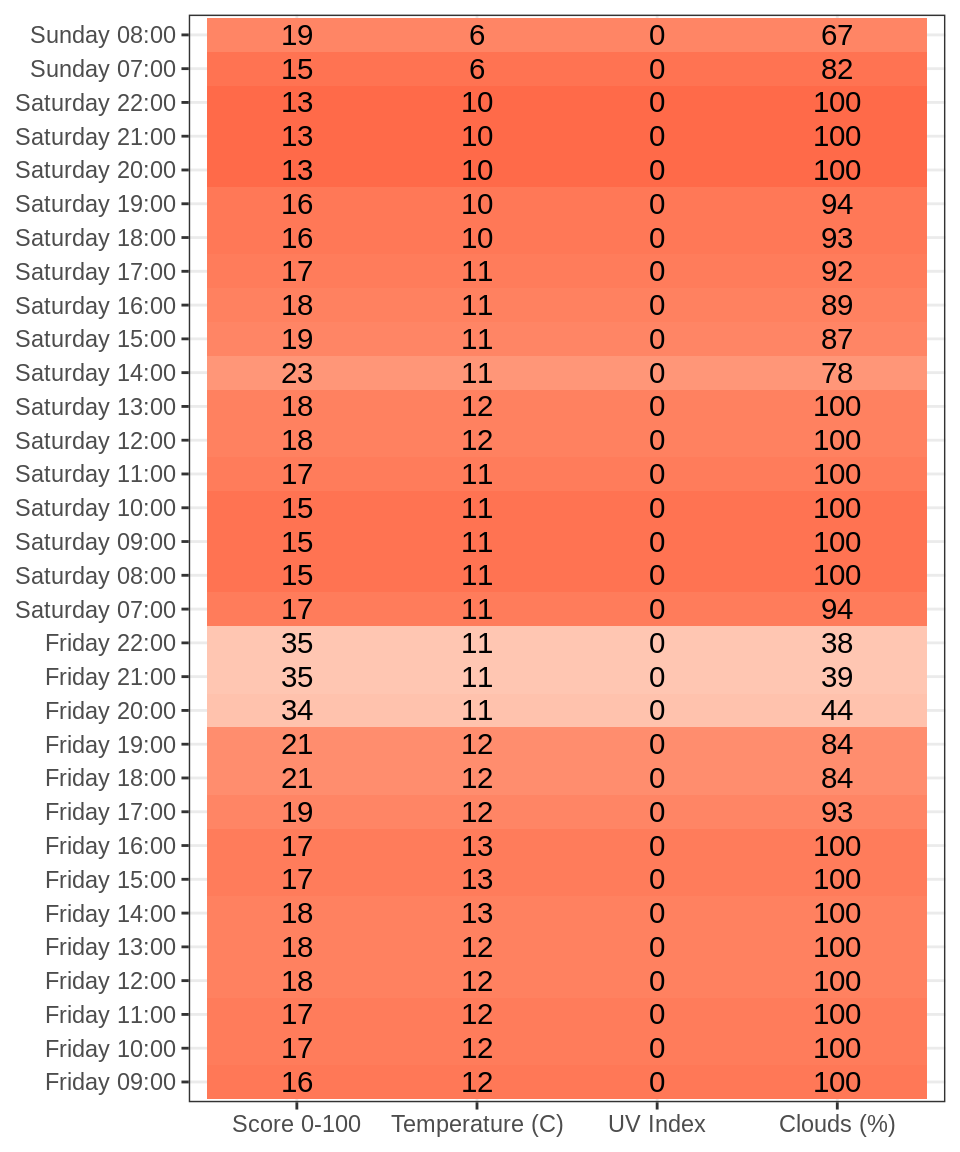 Sunday 08:00 19 6 0 67
Sunday 07:00 15 6 0 82
Saturday 22:00 13 10 0 100
Saturday 21:00 13 10 0 100
Saturday 20:00 13 10 0 100
Saturday 19:00 16 10 0 94
Saturday 18:00 16 10 0 93
Saturday 17:00 17 11 0 92
Saturday 16:00 18 11 0 89
Saturday 15:00 19 11 0 87
Saturday 14:00 23 11 0 78
Saturday 13:00 18 12 0 100
Saturday 12:00 18 12 0 100
Saturday 11:00 17 11 0 100
Saturday 10:00 15 11 0 100
Saturday 09:00 15 11 0 100
Saturday 08:00 15 11 0 100
Saturday 07:00 17 11 0 94
Friday 22:00 35 11 0 38
Friday 21:00 35 11 0 39
Friday 20:00 34 11 0 44
Friday 19:00 21 12 0 84
Friday 18:00 21 12 0 84
Friday 17:00 19 12 0 93
Friday 16:00 17 13 0 100
Friday 15:00 17 13 0 100
Friday 14:00 18 13 0 100
Friday 13:00 18 12 0 100
Friday 12:00 18 12 0 100
Friday 11:00 17 12 0 100
Friday 10:00 17 12 0 100
Friday 09:00 16 12 0 100
Score 0-100 Temperature (C) UV Index Clouds (%)